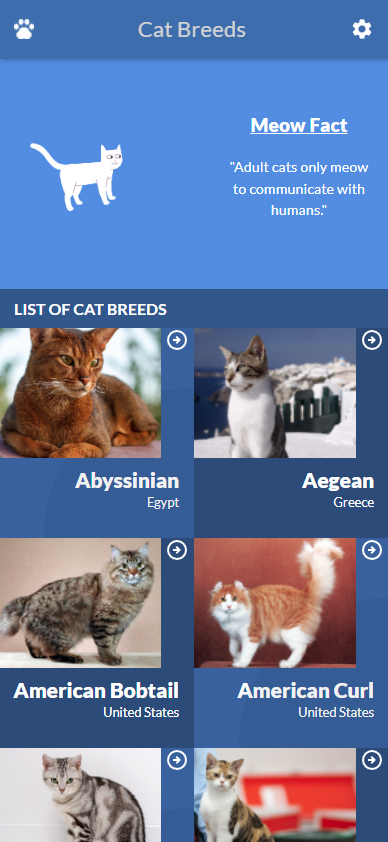 Cat Breeds
Meow Fact
"Adult cats only meow
to communicate with
humans."
LIST OF CAT BREEDS
Abyssinian
Egypt
Aegean
Greece
American Bobtail
United States
American Curl
United States